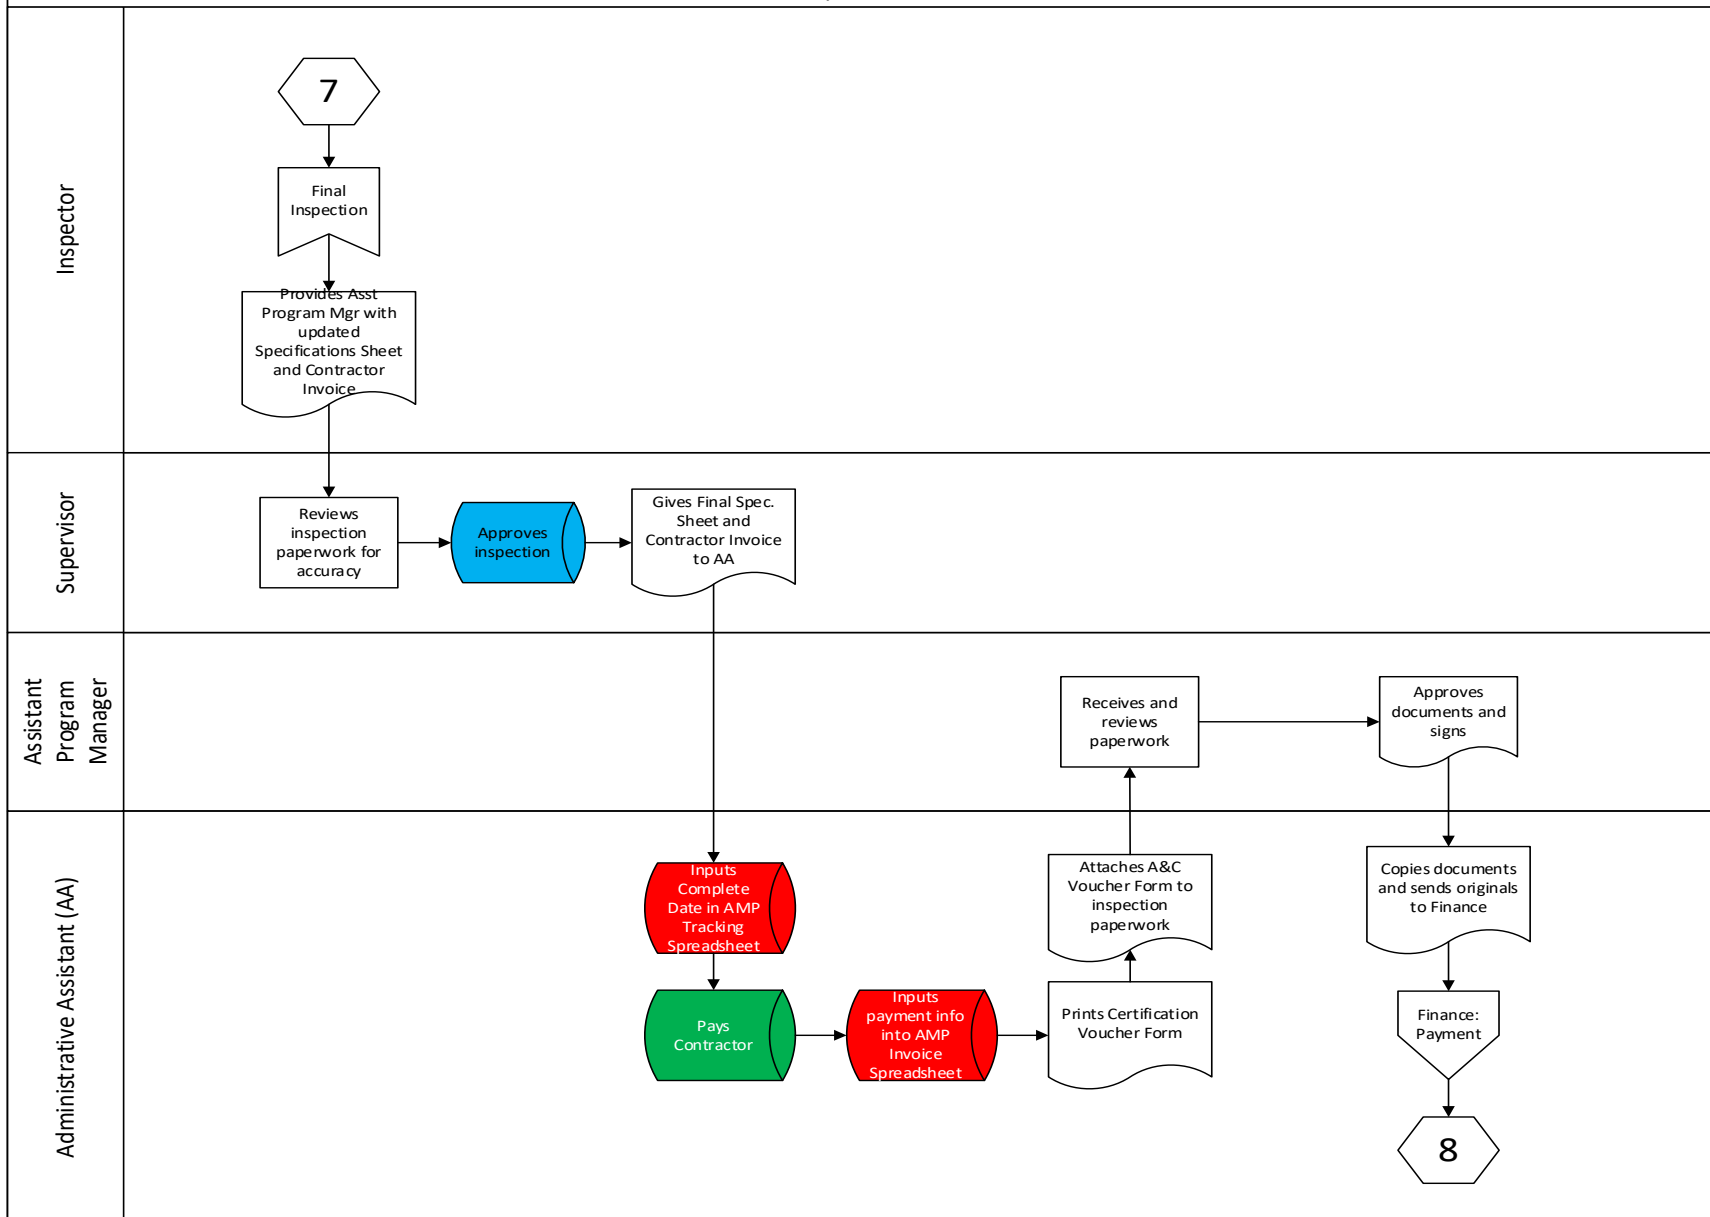 Inspector
7
Final
Inspection
Provides Asst
Program Mgr with
updated
Specifications Sheet
and Contractor
Invoice
Supervisor
Reviews
inspection
paperwork for
accuracy
Approves
inspection
Gives Final Spec.
Sheet and
Contractor Invoice
to AA
Assistant
Program
Manager
Receives and
reviews
paperwork
Approves
documents and
signs
Administrative Assistant (AA)
Inputs
Complete
Date in AMP
Tracking
Spreadsheet
Pays
Contractor
Inputs
payment info
into AMP
Invoice
Spreadsheet
Prints Certification
Voucher Form
Attaches A&C
Voucher Form to
inspection
paperwork
Copies documents
and sends originals
to Finance
Finance:
Payment
8